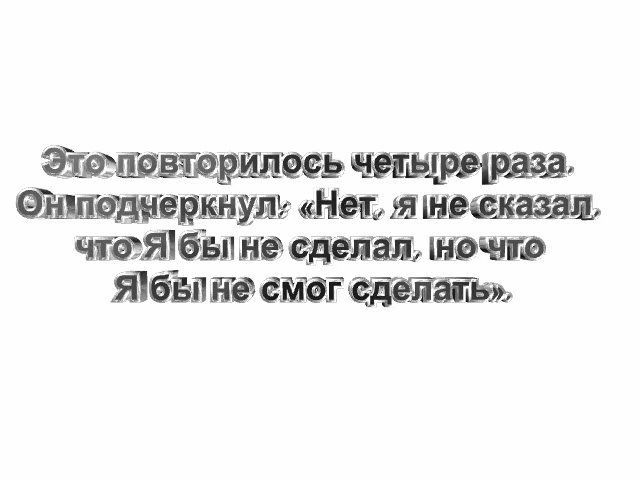 Это повторилось четыре раза.
Он подчеркнул: «Нет, я не сказал,
что Я бы не сделал, но что
Я бы не смог сделать».